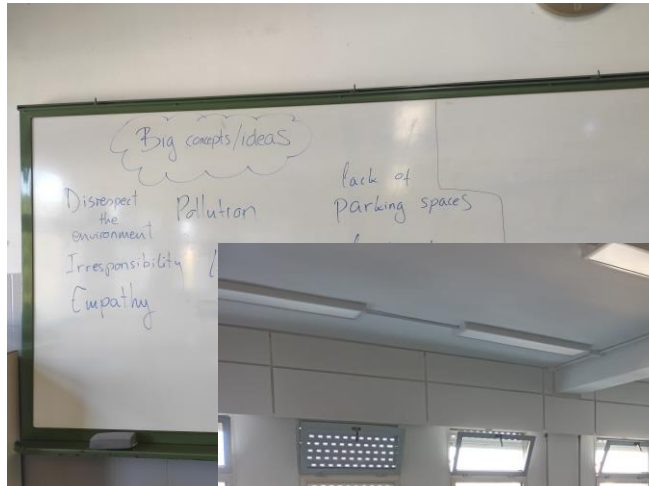 Big concepts/ideas
lack of
Disrespect Pollution parking spaces
the
environment
Irresponsibility
Empathy